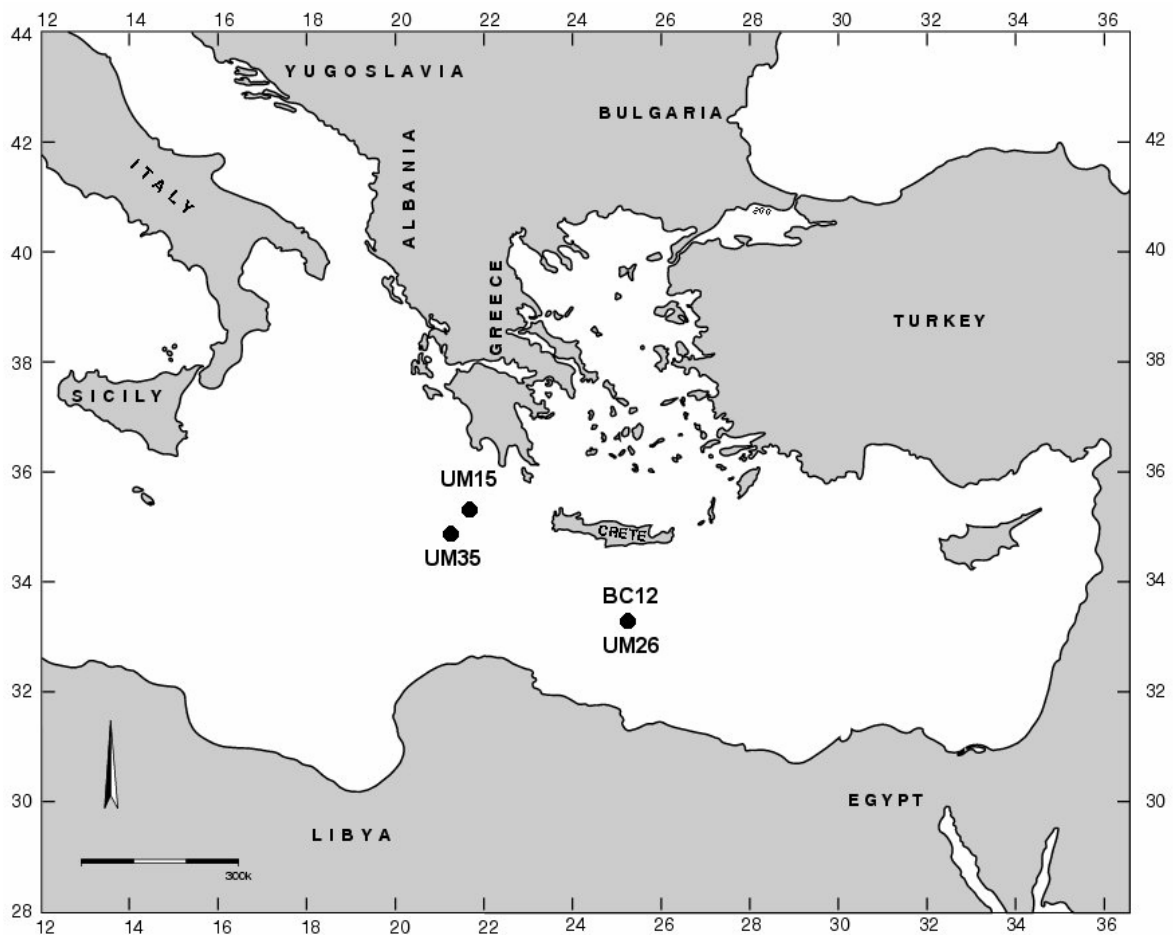 12 14 16 18 20 22 24 26 28 30 32 34 36
44
YUGOSLAVIA
BULGARIA
42 42
ALBANIA
ITALY
200
40 40
GREECE
TURKEY
38 38
SICILY
36 36
UM15
CRETE
UM35
34 34
BC12
UM26
32 32
30 30
EGYPT
LIBYA
300k
28
12 14 16 18 20 22 24 26 28 30 32 34 36